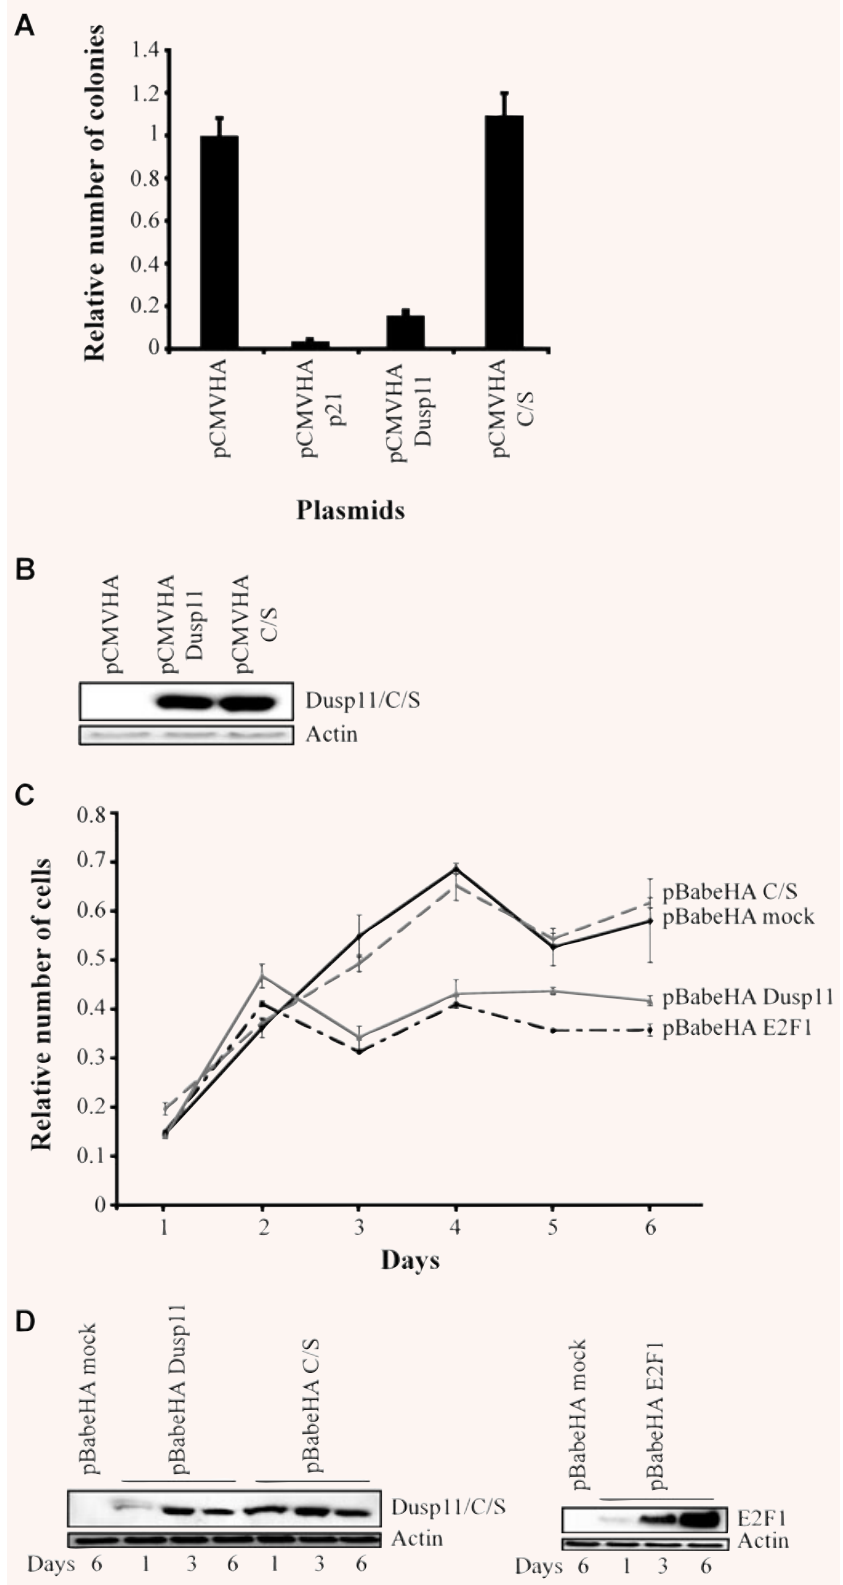 A
Relative number of colonies
1.4
1.2
1
0.8
0.6
0.4
0.2
0
pCMVHA
pCMVHA
p21
pCMVHA
Dusp11
pCMVHA
C/S
Plasmids
B
pCMVHA
pCMVHA
Dusp11
pCMVHA
C/S
Dusp11/C/S
Actin
C
Relative number of cells
0.8
0.7
0.6
0.5
0.4
0.3
0.2
0.1
0
pBabeHA C/S
pBabeHA mock
pBabeHA Dusp11
pBabeHA E2F1
1 2 3 4 5 6
Days
D
pBabeHA mock
pBabeHA Dusp11
pBabeHA C/S
Dusp11/C/S
Actin
Days 6 1 3 6 1 3 6
pBabeHA mock
pBabeHA E2F1
E2F1
Actin
Days 6 1 3 6